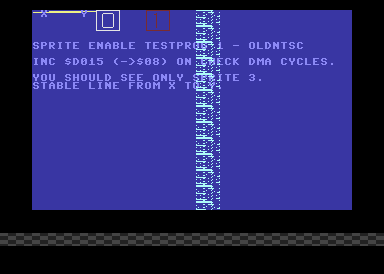 X Y
SPRITE ENABLE TESTPROG 1 - OLDNTSC
INC $D015 (->$08) ON CHECK DMA CYCLES.
YOU SHOULD SEE ONLY SPRITE 3.
STABLE LINE FROM X TO Y.